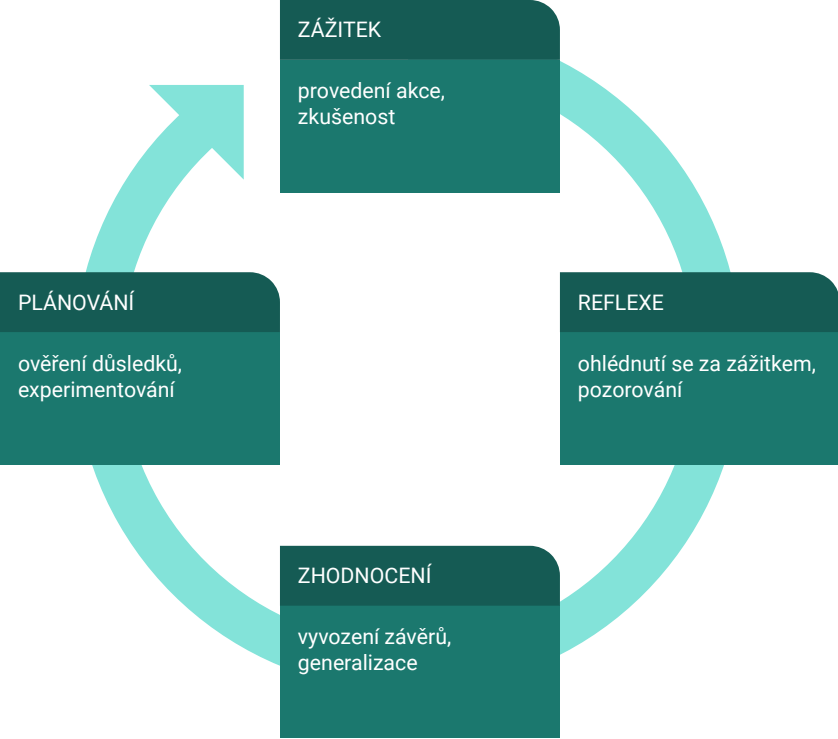 ZÁŽITEK
provedení akce,
zkušenost
PLÁNOVÁNÍ
ověření důsledků,
experimentování
REFLEXE
ohlédnutí se za zážitkem,
pozorování
ZHODNOCENÍ
vyvození závěrů,
generalizace